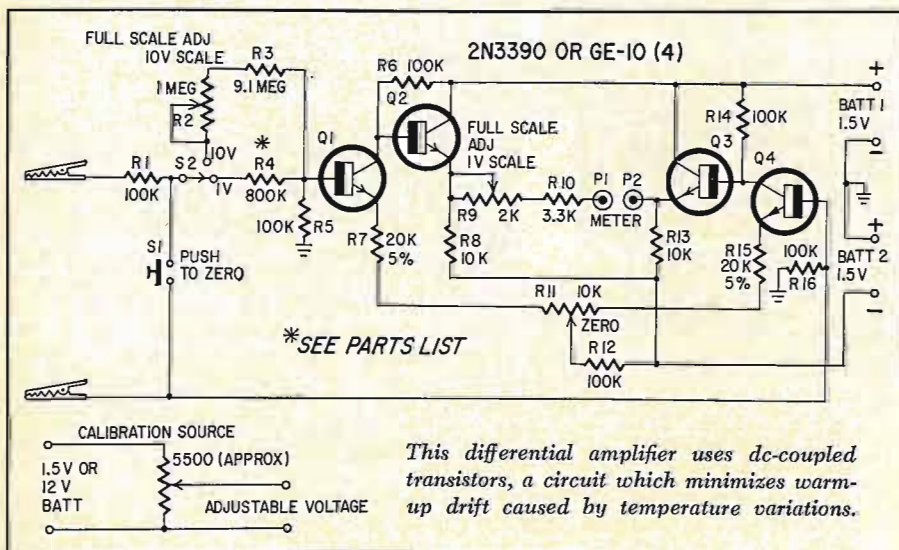 2N3390 OR GE-10 (4)
FULL SCALE ADJ
10V SCALE
R3
9.1 MEG
1 MEG
R2
10V
1V
R1
100K
S2
*
R4
800K
100K
R5
S1
PUSH
TO ZERO
Q1
R6 100K
Q2
FULL SCALE
ADJ
1V SCALE
R9
2K
R10
3.3K
P1
P2
METER
R7
20K
5%
R8
10K
R11
10K
ZERO
R12
100K
R13
10K
R14
100K
Q3
Q4
R15
20K
5%
100K
R16
+
BATT 1
1.5V
-
+
BATT 2
1.5V
-
*SEE PARTS LIST
CALIBRATION SOURCE
1.5V OR
12 V
BATT
5500 (APPROX)
ADJUSTABLE VOLTAGE
This differential amplifier uses dc-coupled
transistors, a circuit which minimizes warm-
up drift caused by temperature variations.